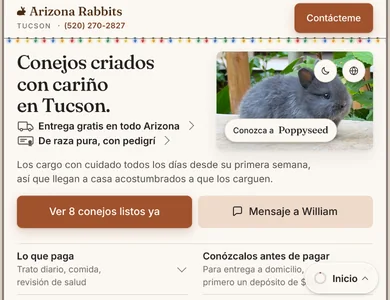 Arizona Rabbits
TUCSON · (520) 270-2827
Contácteme
Conejos criados
con cariño
en Tucson.
Entrega gratis en todo Arizona
De raza pura, con pedigrí
Conozca a Poppyseed
Los cargo con cuidado todos los días desde su primera semana,
así que llegan a casa acostumbrados a que los carguen.
Ver 8 conejos listos ya
Mensaje a William
Lo que paga
Trato diario, comida,
revisión de salud
Conózcalos antes de pagar
Para entrega a domicilio,
primero un depósito de $
Inicio